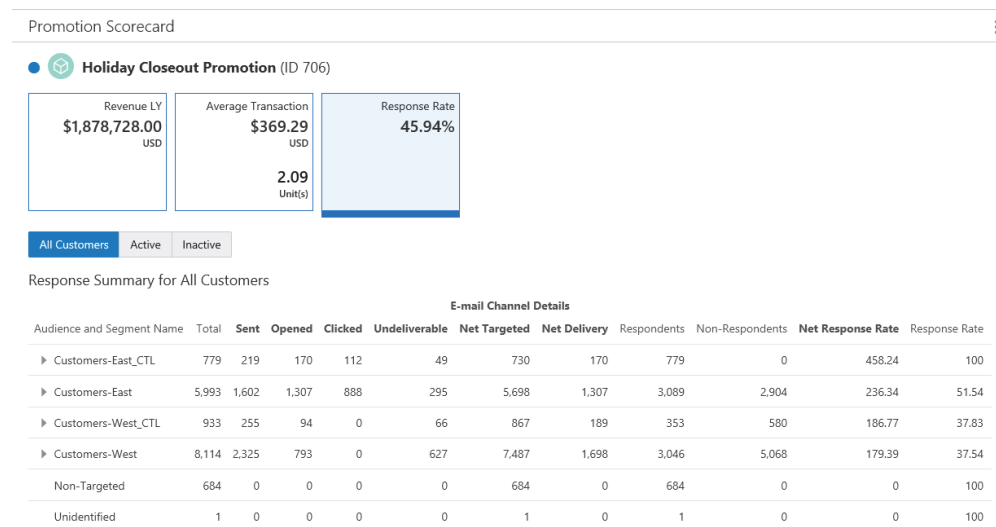 Promotion Scorecard
Holiday Closeout Promotion (ID 706)
Revenue LY
$1,878,728.00
USD
Average Transaction
$369.29
USD
2.09
Unit(s)
Response Rate
45.94%
All Customers Active Inactive
Response Summary for All Customers
E-mail Channel Details
Audience and Segment Name Total Sent Opened Clicked Undeliverable Net Targeted Net Delivery Respondents Non-Respondents Net Response Rate Response Rate
Customers-East_CTL 779 219 170 112 49 730 170 779 0 458.24 100
Customers-East 5,993 1,602 1,307 888 295 5,698 1,307 3,089 2,904 236.34 51.54
Customers-West_CTL 933 255 94 0 66 867 189 353 580 186.77 37.83
Customers-West 8,114 2,325 793 0 627 7,487 1,698 3,046 5,068 179.39 37.54
Non-Targeted 684 0 0 0 0 684 0 684 0 0 100
Unidentified 1 0 0 0 0 1 0 1 0 0 100